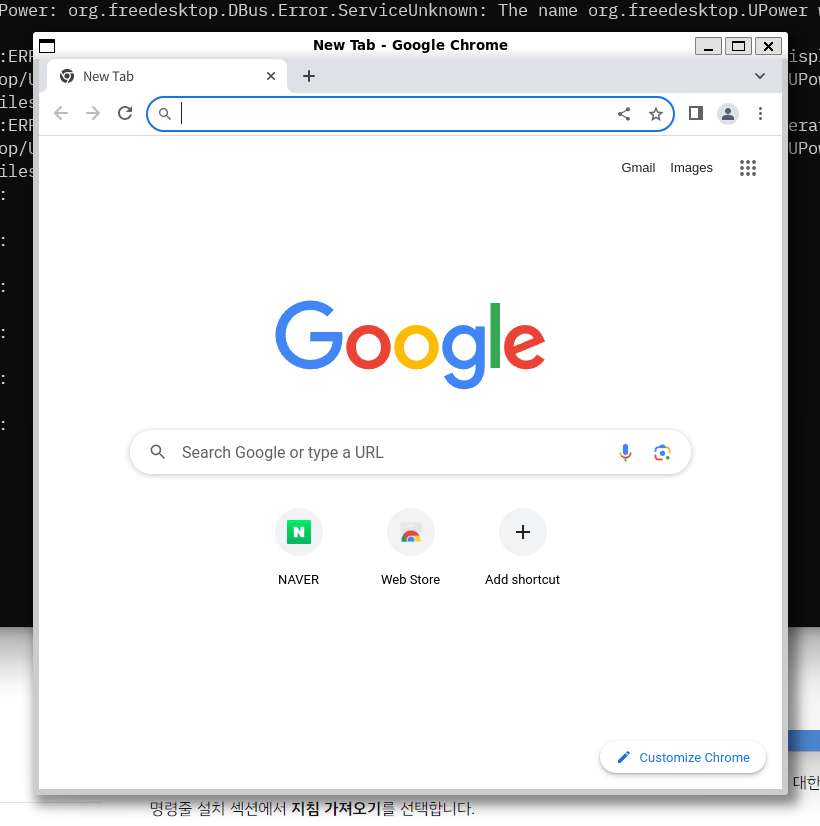 Power: org.freedesktop.DBus.Error.ServiceUnknown: The name org.freedesktop.UPower
New Tab - Google Chrome
:ERR
New Tab
op/U
UPo
iles
:ERR
erat
op/U
UPow
iles
Gmail Images
:
:
:
:
:
:
Google
Search Google or type a URL
N
NAVER Web Store Add shortcut
Customize Chrome
대한
명령줄 설치 섹션에서 지침 가져오기를 선택합니다.